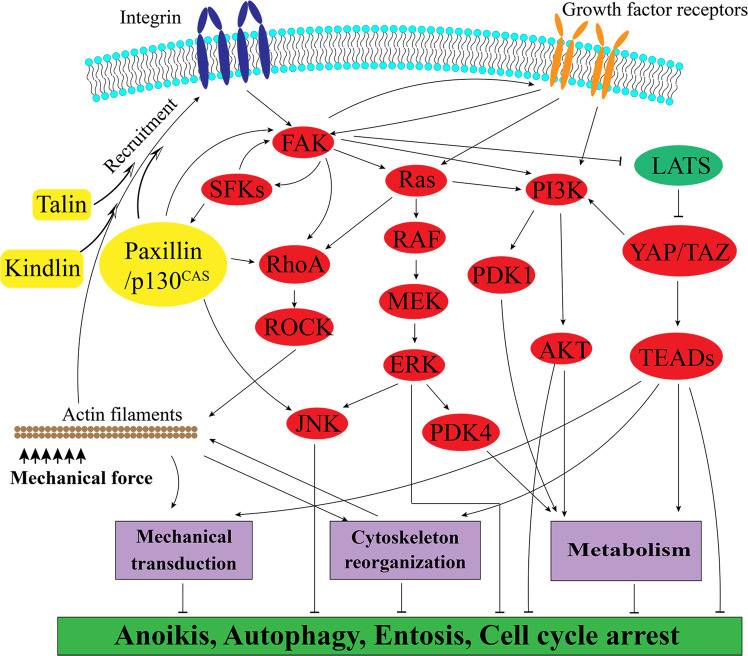 Integrin
Growth factor receptors
Recruitment
FAK
LATS
Talin
SFKs
Ras
PI3K
Kindlin
Paxillin
/p130CAS
RhoA
RAF
PDK1
YAP/TAZ
ROCK
MEK
ERK
AKT
TEADs
Actin filaments
JNK
PDK4
Mechanical force
Mechanical
transduction
Cytoskeleton
reorganization
Metabolism
Anoikis, Autophagy, Entosis, Cell cycle arrest